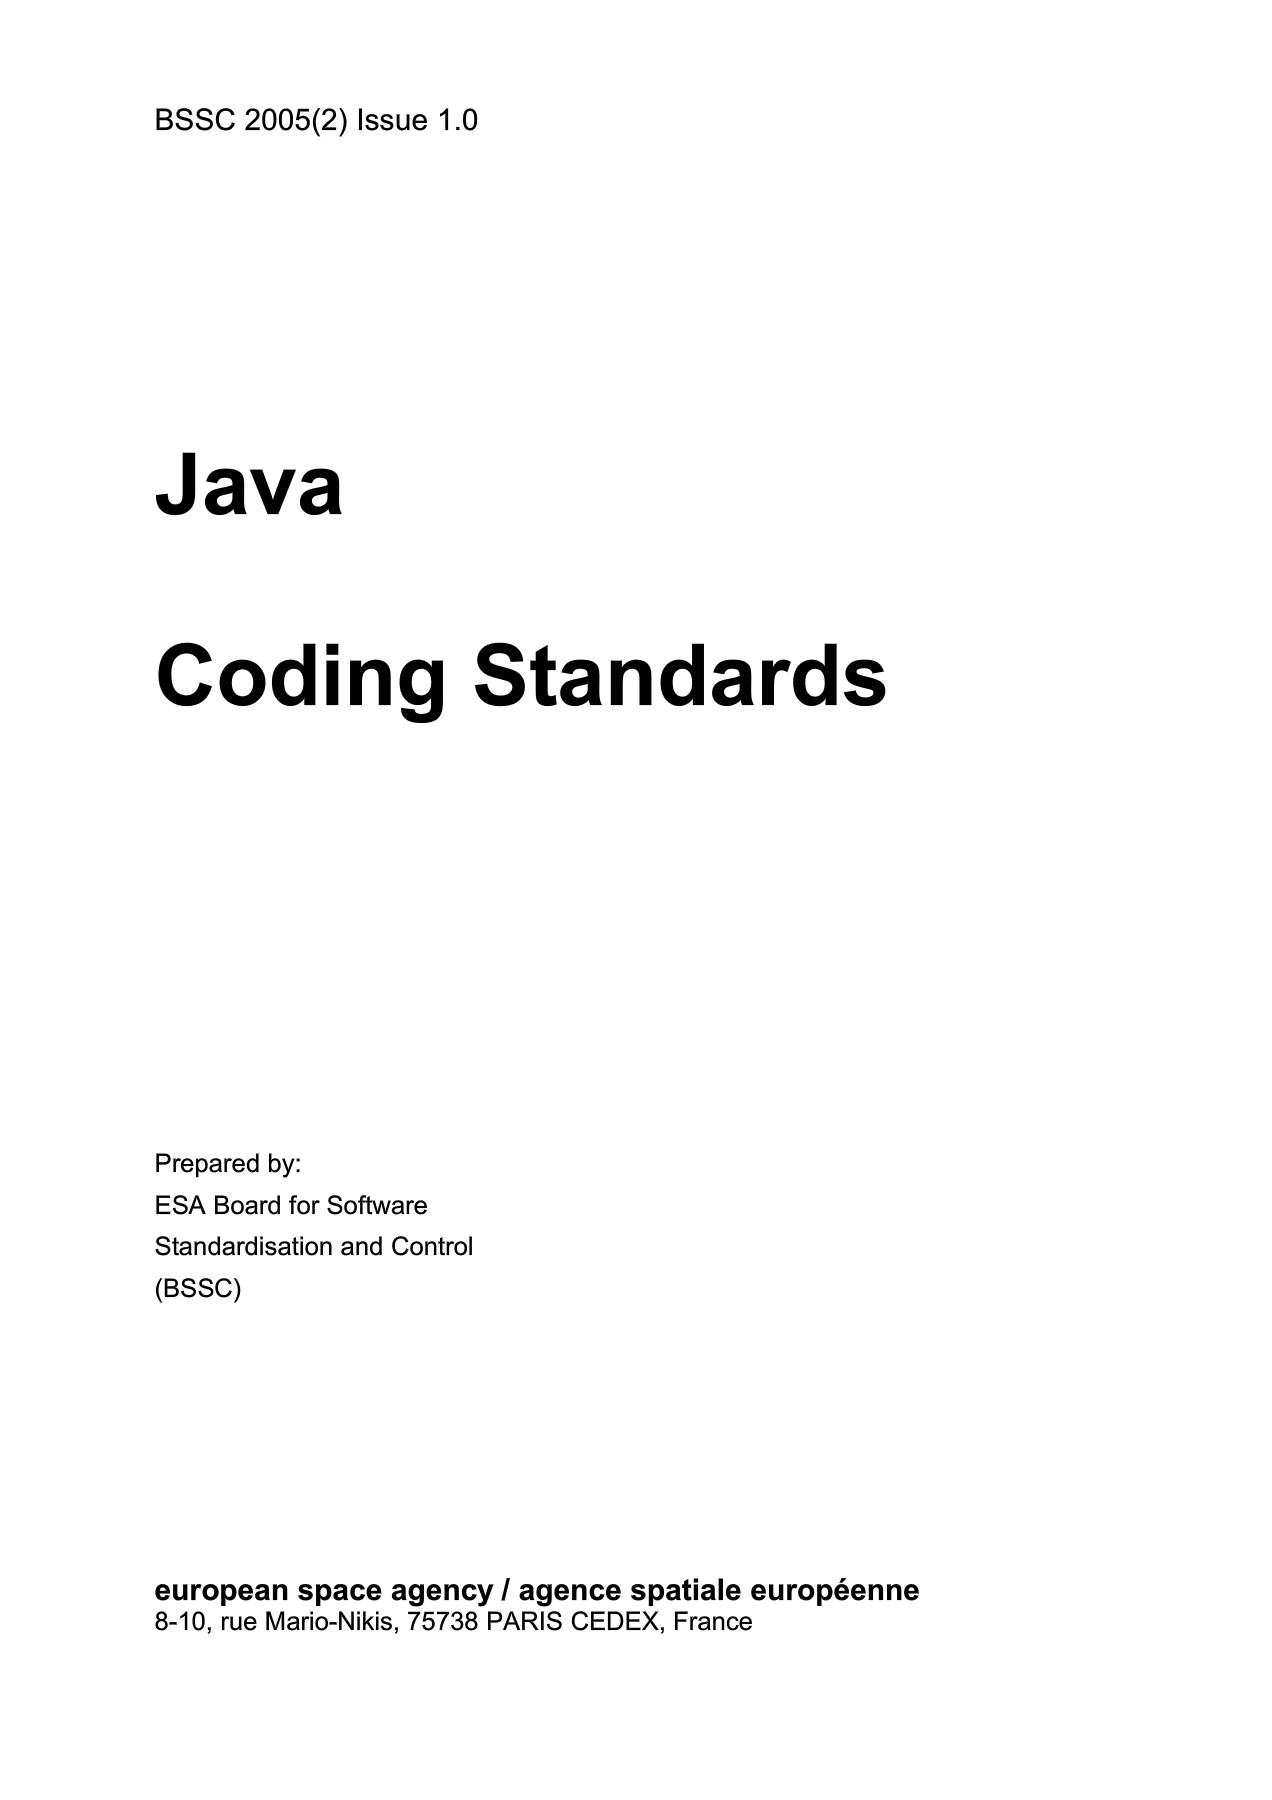 BSSC 2005(2) Issue 1.0
Java
Coding Standards
Prepared by:
ESA Board for Software
Standardisation and Control
(BSSC)
european space agency / agence spatiale européenne
8-10, rue Mario-Nikis, 75738 PARIS CEDEX, France